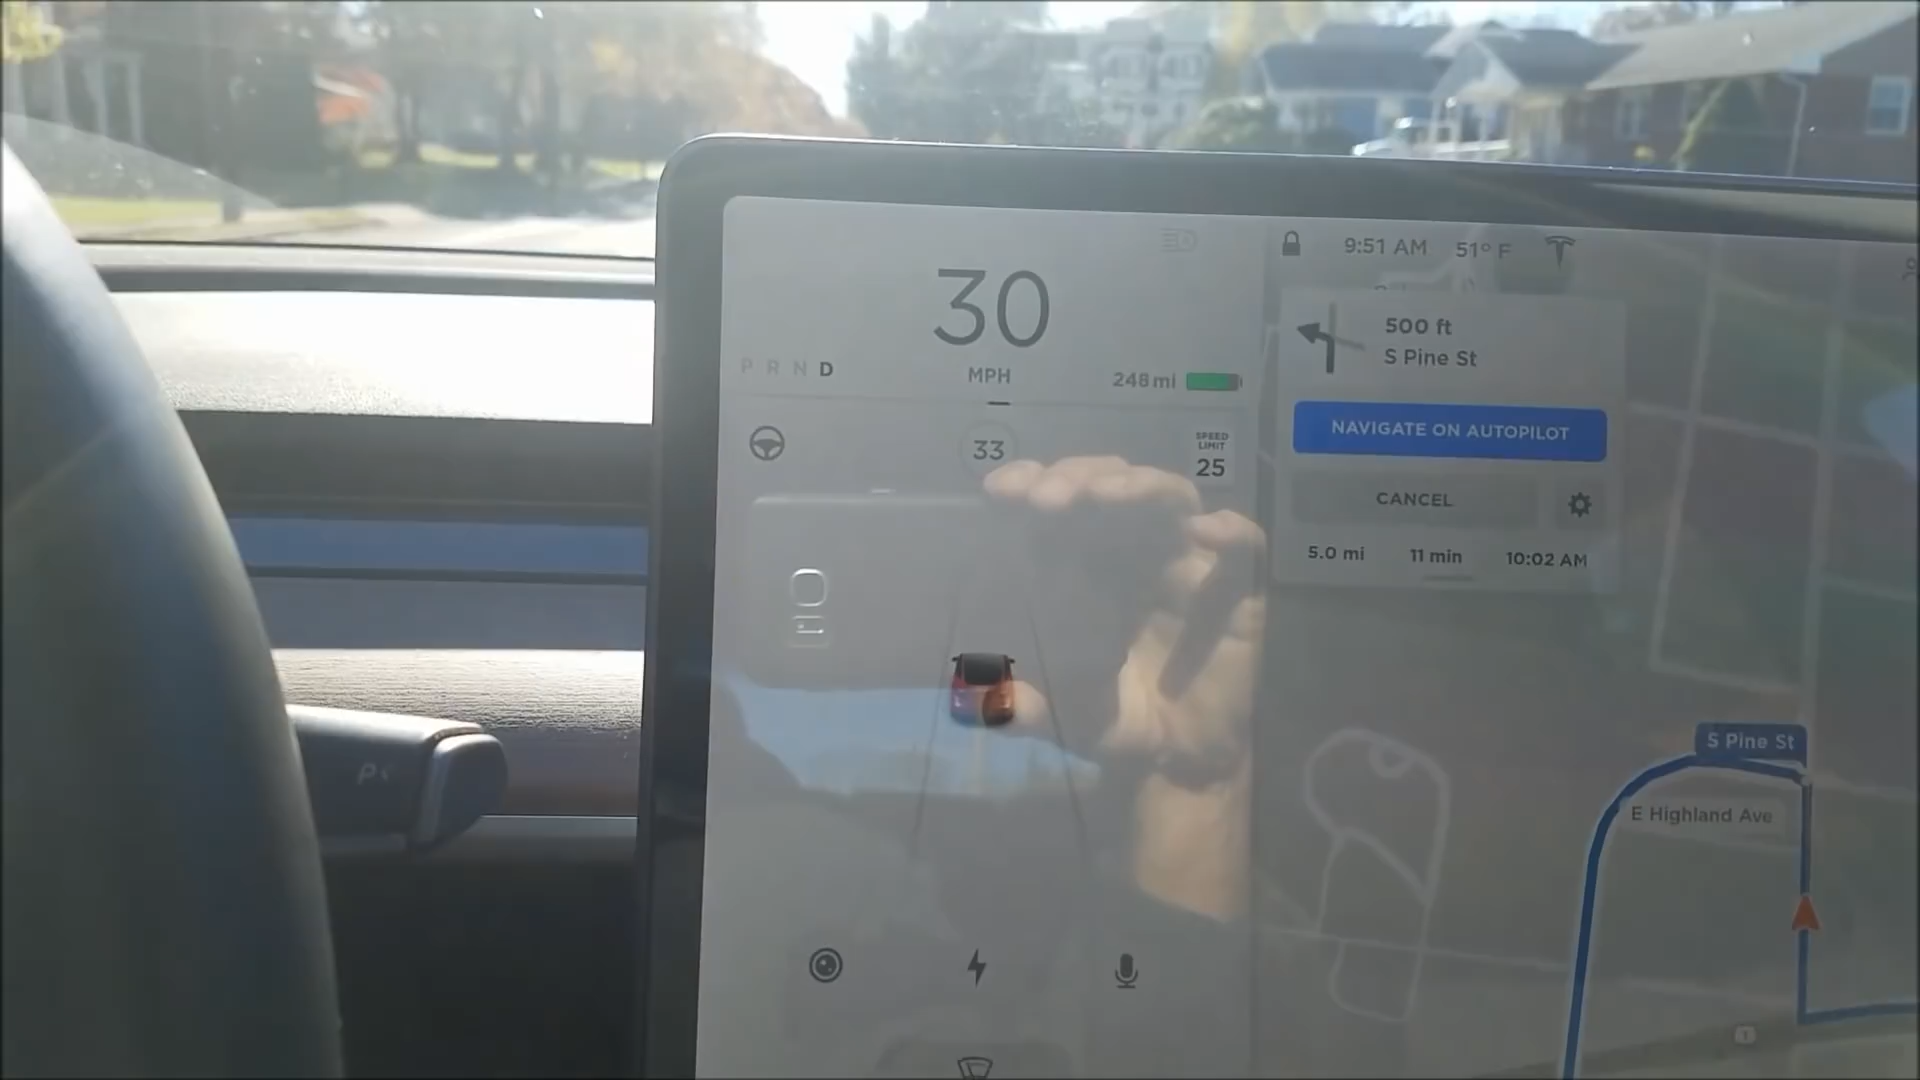 30
MPH
P R N D
248 mi
33
SPEED
LIMIT
25
9:51 AM
51° F
500 ft
S Pine St
NAVIGATE ON AUTOPILOT
CANCEL
5.0 mi
11 min
10:02 AM
S Pine St
E Highland Ave
P